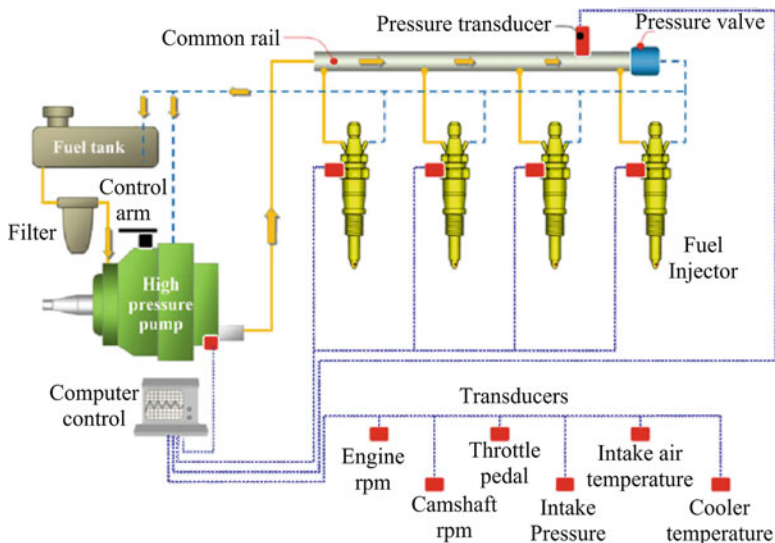 Pressure transducer
Pressure valve
Common rail
Fuel tank
Control
arm
Filter
High
pressure
pump
Fuel
Injector
Computer
control
Transducers
Engine
rpm
Throttle
pedal
Intake air
temperature
Camshaft
rpm
Intake
Pressure
Cooler
temperature